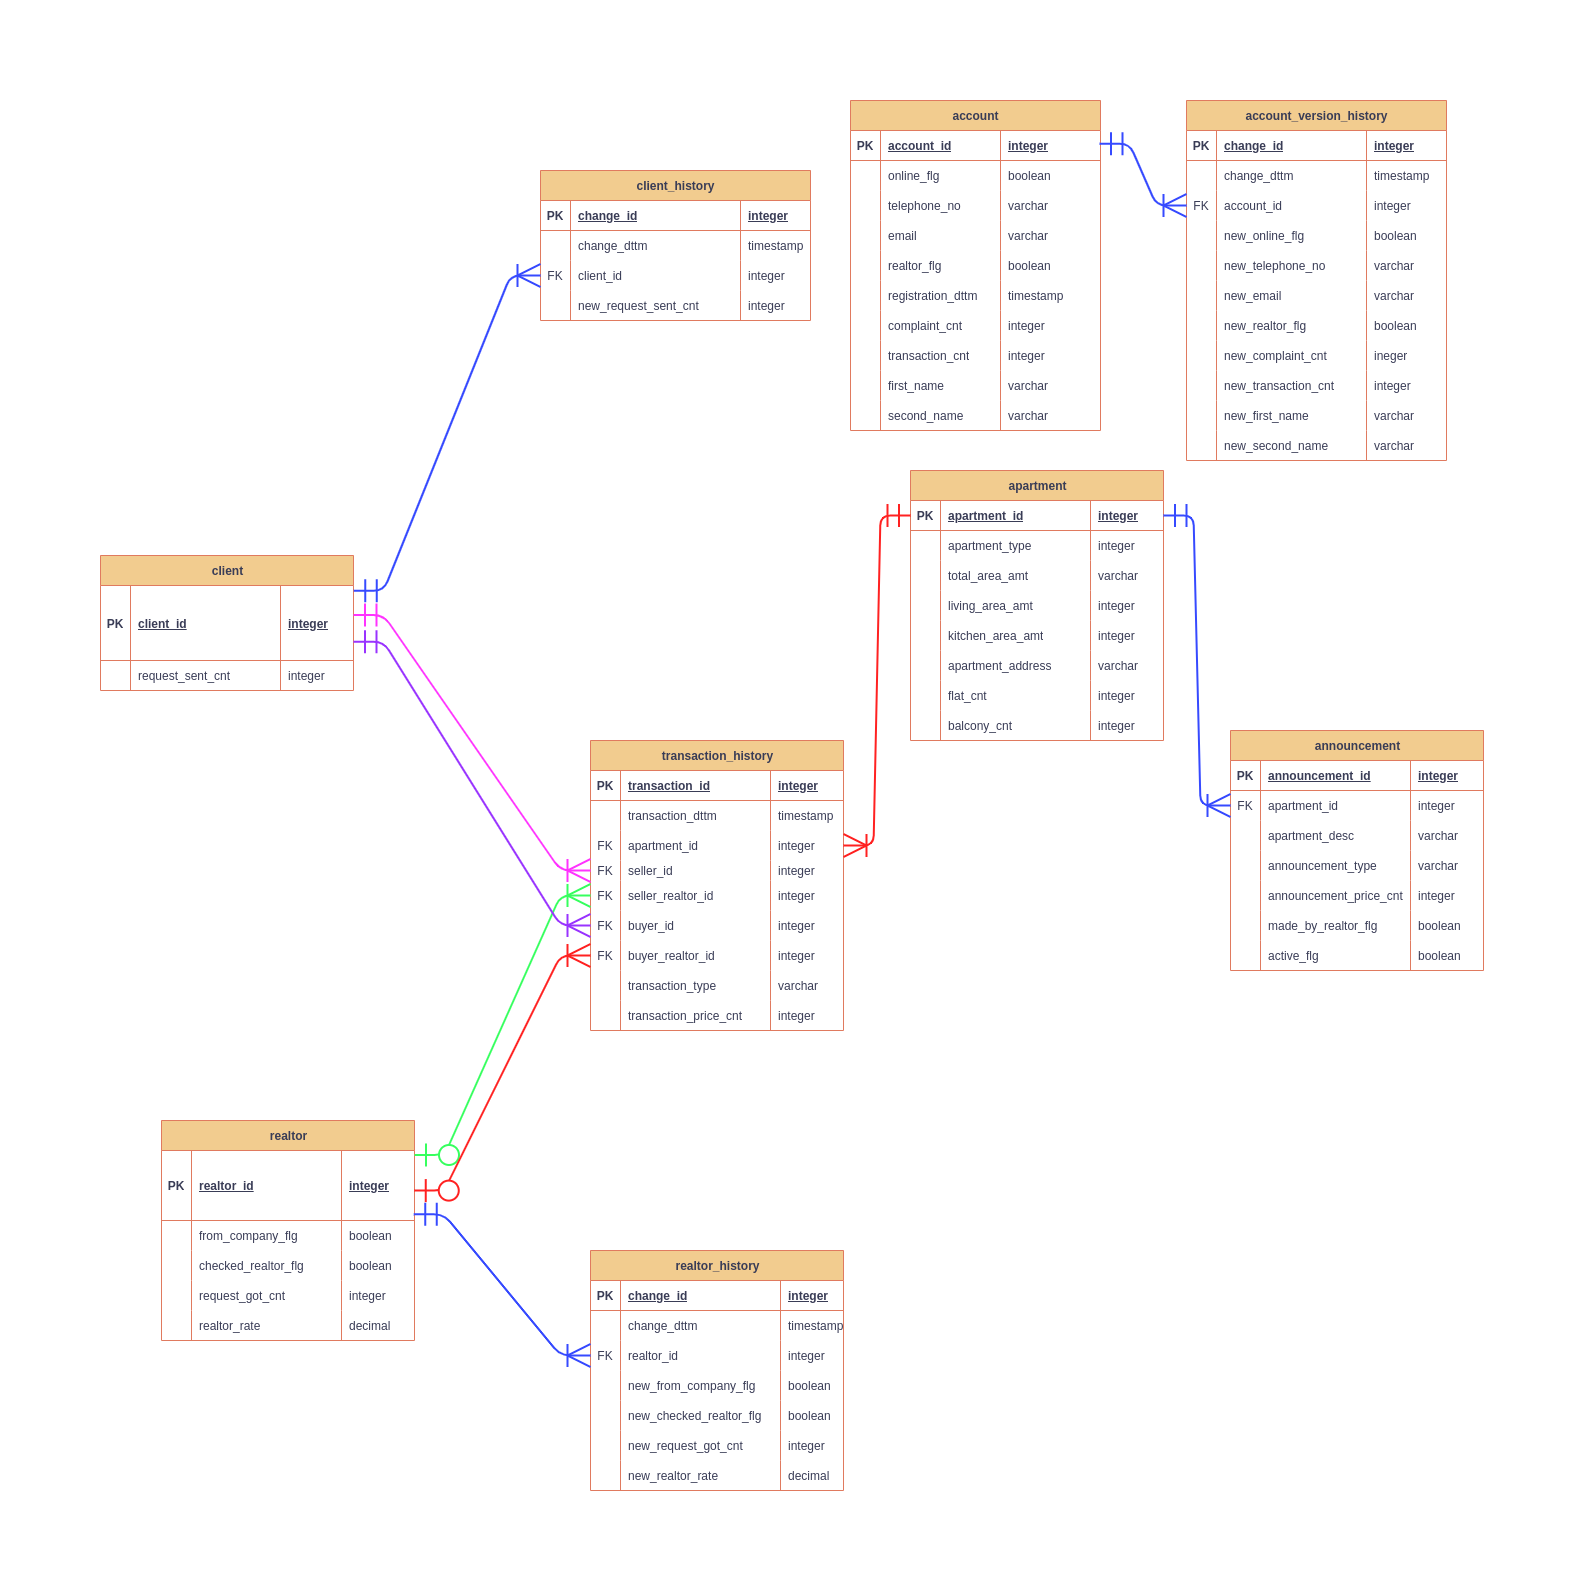 account
PK account_id integer
online_flg boolean
telephone_no varchar
email varchar
realtor_flg boolean
registration_dttm timestamp
complaint_cnt integer
transaction_cnt integer
first_name varchar
second_name varchar
account_version_history
PK change_id integer
change_dttm timestamp
FK account_id integer
new_online_flg boolean
new_telephone_no varchar
new_email varchar
new_realtor_flg boolean
new_complaint_cnt ineger
new_transaction_cnt integer
new_first_name varchar
new_second_name varchar
client_history
PK change_id integer
change_dttm timestamp
FK client_id integer
new_request_sent_cnt integer
apartment
PK apartment_id integer
apartment_type integer
total_area_amt varchar
living_area_amt integer
kitchen_area_amt integer
apartment_address varchar
flat_cnt integer
balcony_cnt integer
client
PK client_id integer
request_sent_cnt integer
transaction_history
PK transaction_id integer
transaction_dttm timestamp
FK apartment_id integer
FK seller_id integer
FK seller_realtor_id integer
FK buyer_id integer
FK buyer_realtor_id integer
transaction_type varchar
transaction_price_cnt integer
announcement
PK announcement_id integer
FK apartment_id integer
apartment_desc varchar
announcement_type varchar
announcement_price_cnt integer
made_by_realtor_flg boolean
active_flg boolean
realtor
PK realtor_id integer
from_company_flg boolean
checked_realtor_flg boolean
request_got_cnt integer
realtor_rate decimal
realtor_history
PK change_id integer
change_dttm timestamp
FK realtor_id integer
new_from_company_flg boolean
new_checked_realtor_flg boolean
new_request_got_cnt integer
new_realtor_rate decimal